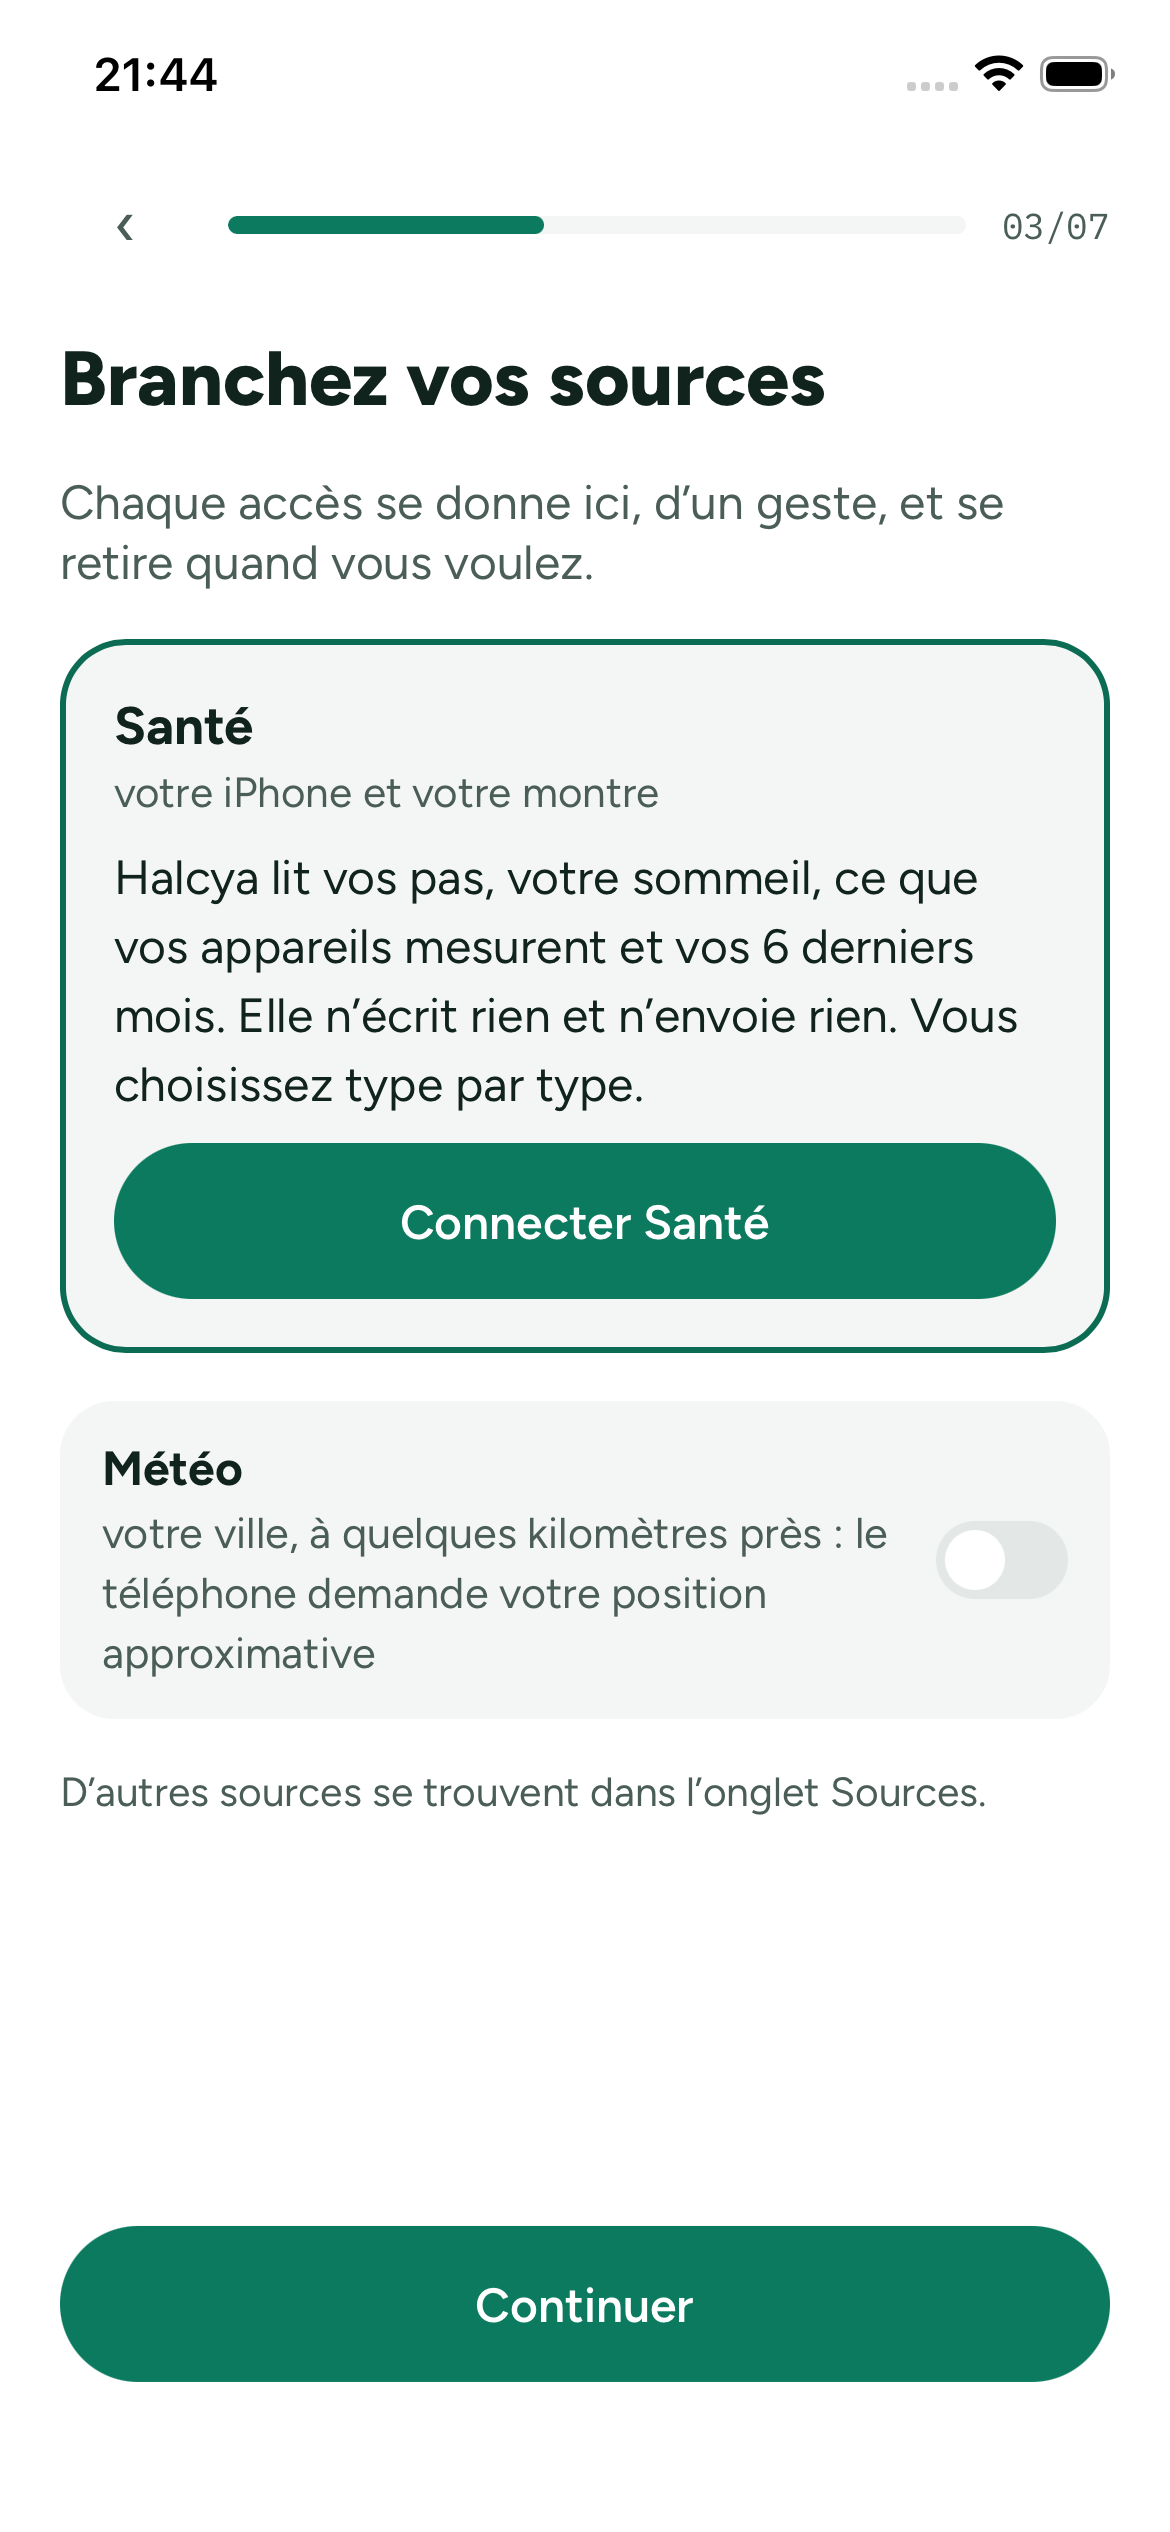 21:44
03/07
Branchez vos sources
Chaque accès se donne ici, d’un geste, et se
retire quand vous voulez.
Santé
votre iPhone et votre montre
Halcya lit vos pas, votre sommeil, ce que
vos appareils mesurent et vos 6 derniers
mois. Elle n’écrit rien et n’envoie rien. Vous
choisissez type par type.
Connecter Santé
Météo
votre ville, à quelques kilomètres près : le
téléphone demande votre position
approximative
D’autres sources se trouvent dans l’onglet Sources.
Continuer